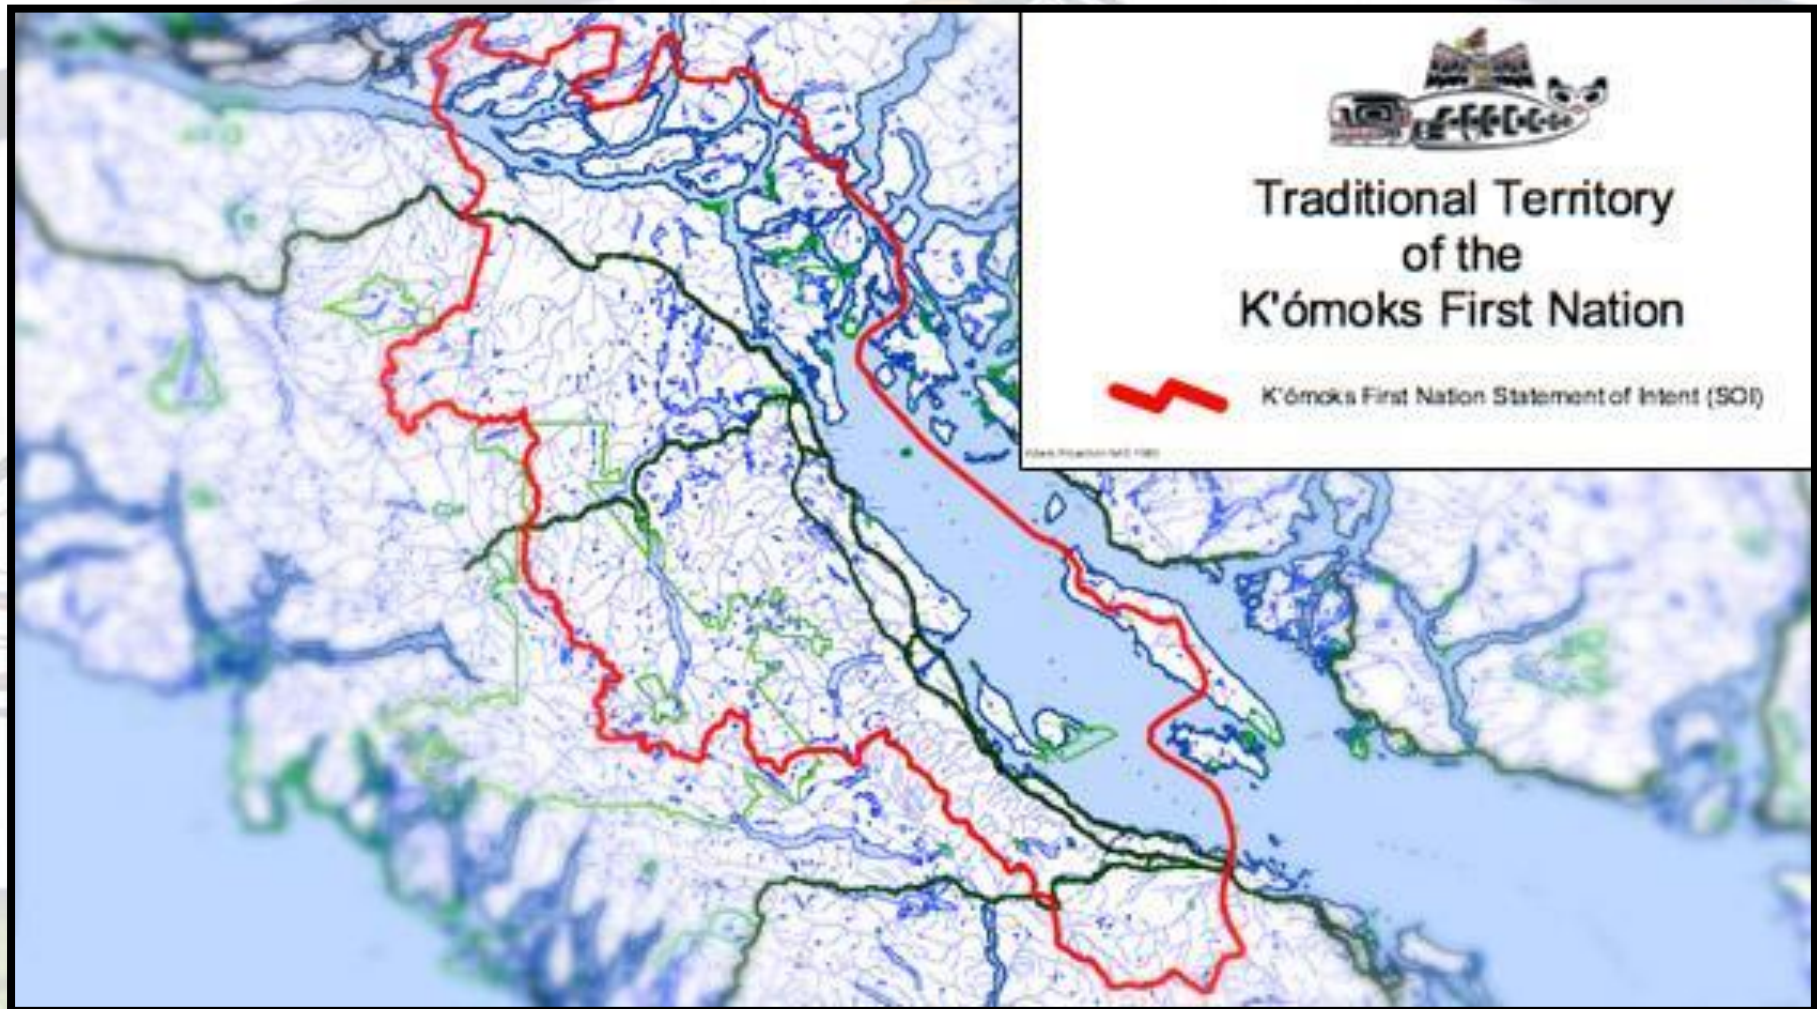 Traditional Territory
of the
K'ómoks First Nation
K'ómoks First Nation Statement of Intent (SOI)